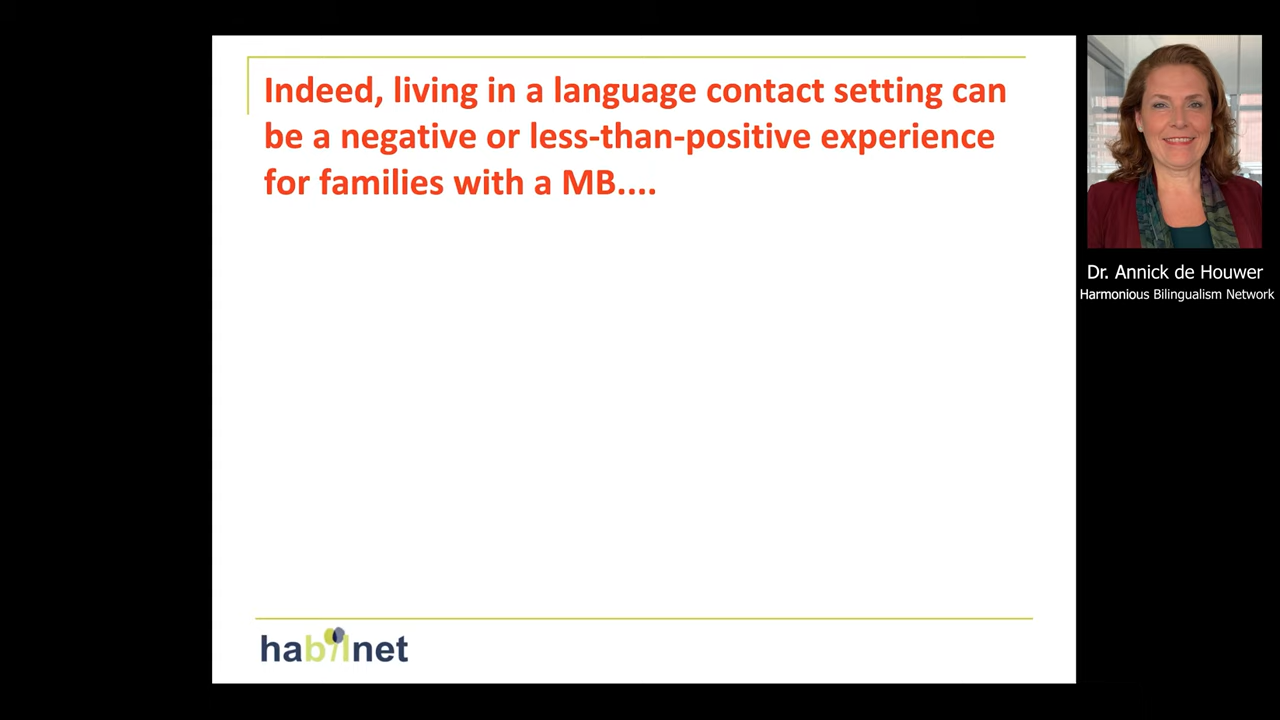 Indeed, living in a language contact setting can
be a negative or less-than-positive experience
for families with a MB....
Dr. Annick de Houwer
Harmonious Bilingualism Network
habilnet